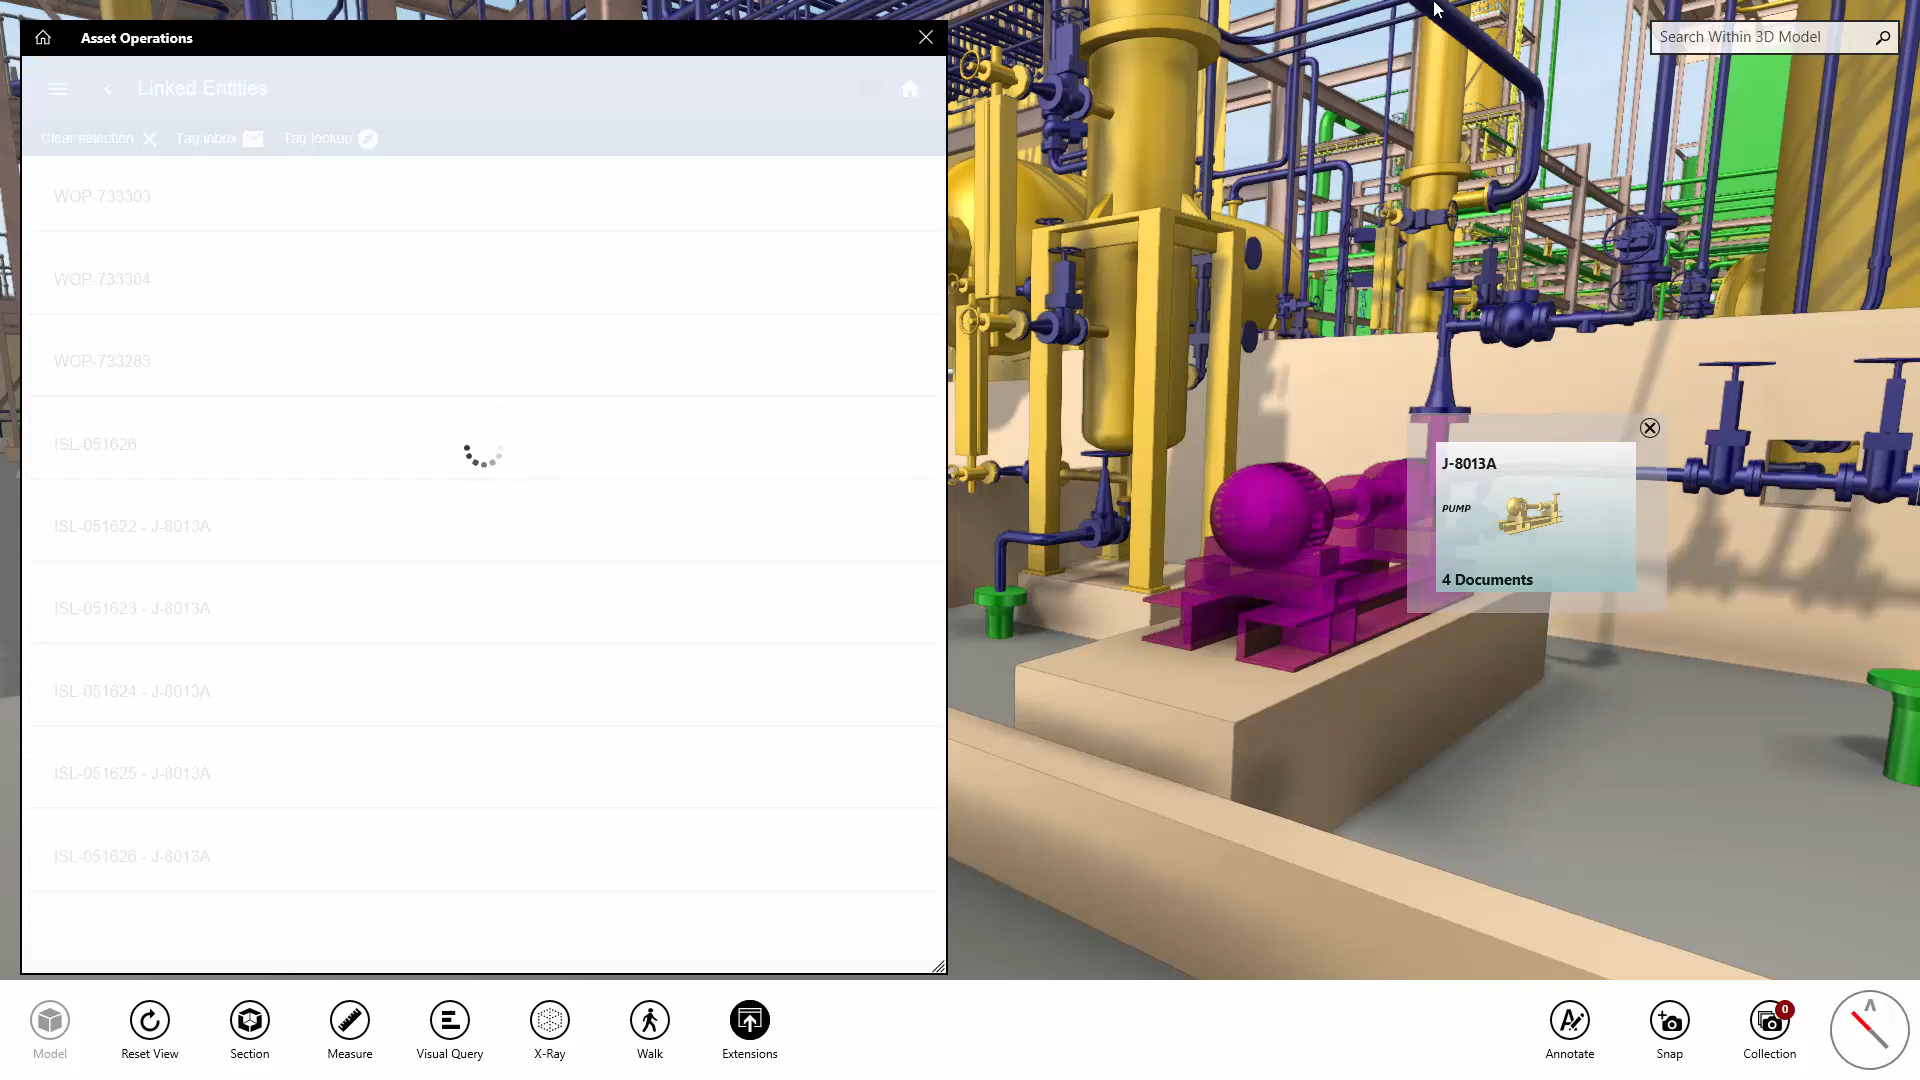 Asset Operations
Search Within 3D Model
Linked Entities
Clear selection
Tag inbox
Tag lookup
WOP-733303
WOP-733304
WOP-733283
ISL-051626
ISL-051622 - J-8013A
ISL-051623 - J-8013A
ISL-051624 - J-8013A
ISL-051625 - J-8013A
ISL-051626 - J-8013A
J-8013A
PUMP
4 Documents
Model
Reset View
Section
Measure
Visual Query
X-Ray
Walk
Extensions
Annotate
Snap
0
Collection